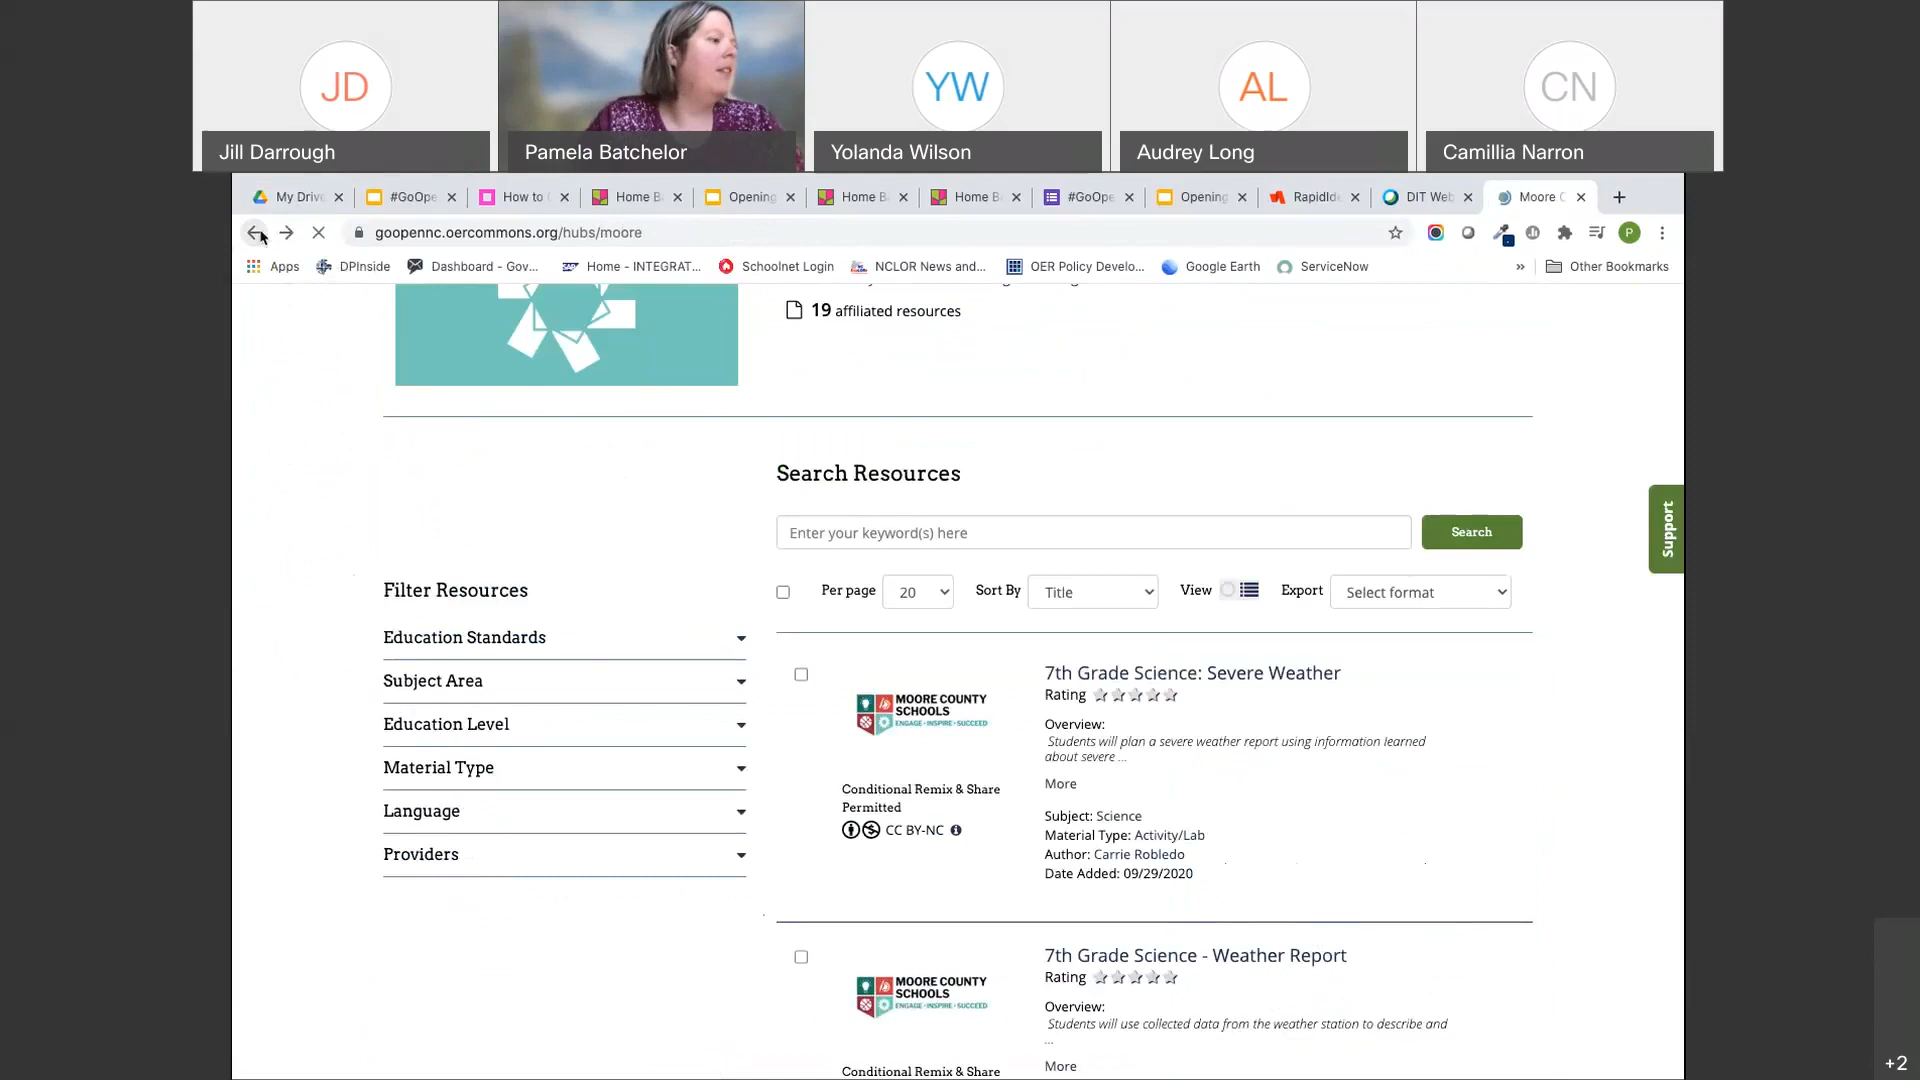 JD
YW
AL
CN
Jill Darrough
Pamela Batchelor
Yolanda Wilson
Audrey Long
Camillia Narron
My Drive
#GoOpe
How to
Home B
Opening
Home B
Home B
#GoOpe
Opening
RapidIde
DIT Web
Moore C
goopennc.oercommons.org/hubs/moore
P
Apps
DPInside
Dashboard - Gov...
Home - INTEGRAT...
Schoolnet Login
NCLOR News and...
OER Policy Develo...
Google Earth
ServiceNow
»
Other Bookmarks
19 affiliated resources
Search Resources
Enter your keyword(s) here
Search
Support
Filter Resources
Per page
20
Sort By
Title
View
Export
Select format
Education Standards
Subject Area
Education Level
Material Type
Language
Providers
7th Grade Science: Severe Weather
Rating
MOORE COUNTY
SCHOOLS
ENGAGE • INSPIRE • SUCCEED
Overview:
Students will plan a severe weather report using information learned
about severe ...
More
Conditional Remix & Share
Permitted
CC BY-NC
Subject: Science
Material Type: Activity/Lab
Author: Carrie Robledo
Date Added: 09/29/2020
7th Grade Science - Weather Report
Rating
MOORE COUNTY
SCHOOLS
ENGAGE • INSPIRE • SUCCEED
Overview:
Students will use collected data from the weather station to describe and
...
More
Conditional Remix & Share
+2